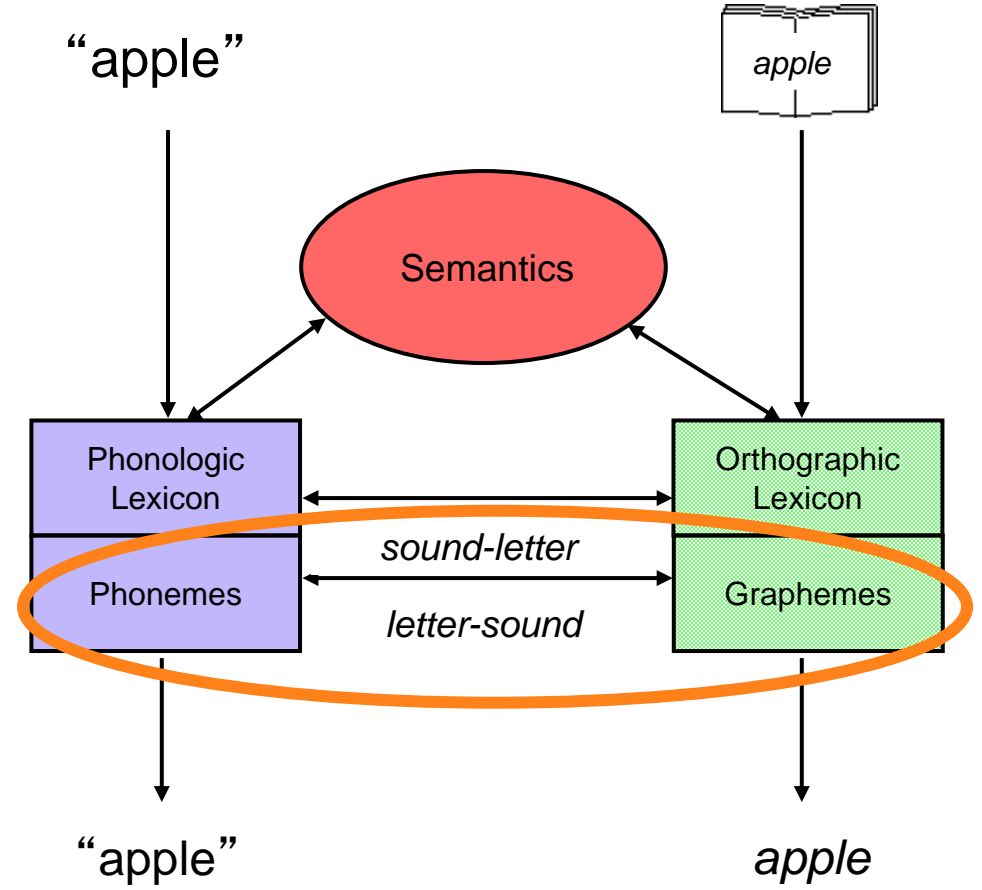 “apple”
apple
Semantics
Phonologic
Lexicon
Orthographic
Lexicon
sound-letter
Phonemes
Graphemes
letter-sound
“apple”
apple